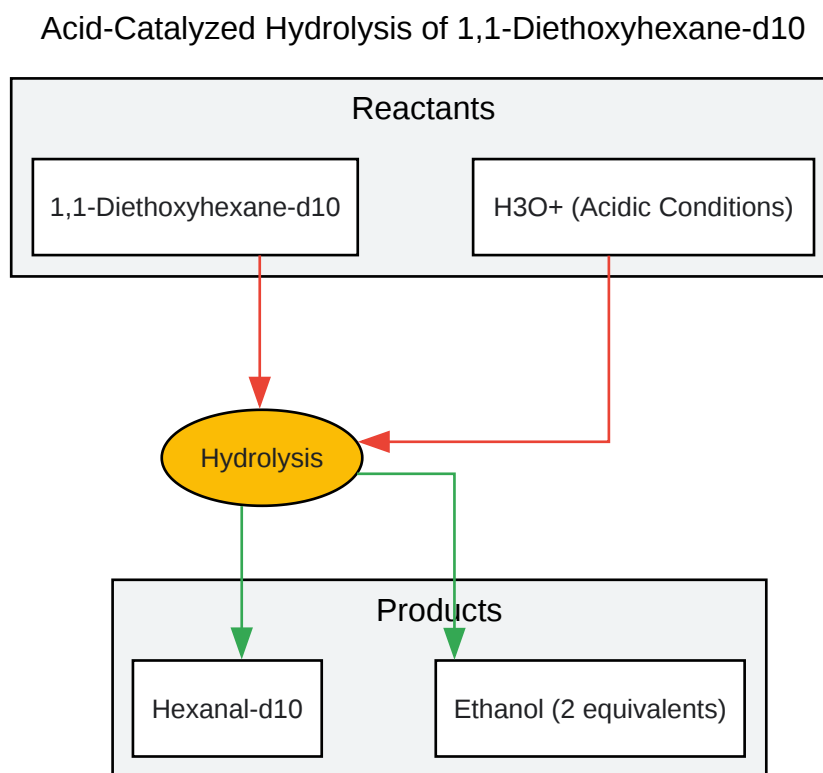 Acid-Catalyzed Hydrolysis of 1,1-Diethoxyhexane-d10
Reactants
1,1-Diethoxyhexane-d10
H3O+ (Acidic Conditions)
Hydrolysis
Products
Hexanal-d10
Ethanol (2 equivalents)